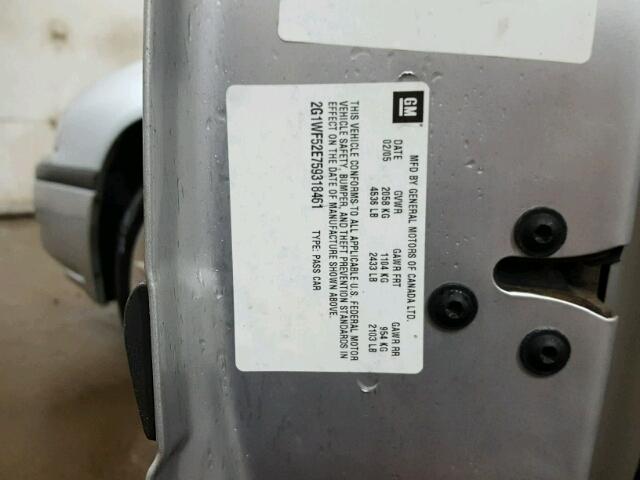 GM
MFD BY GENERAL MOTORS OF CANADA LTD.
DATE GVWR GAWR FRT GAWR RR
02/05 2058 KG 1104 KG 954 KG
4536 LB 2433 LB 2103 LB
THIS VEHICLE CONFORMS TO ALL APPLICABLE U.S. FEDERAL MOTOR
VEHICLE SAFETY, BUMPER, AND THEFT PREVENTION STANDARDS IN
EFFECT ON THE DATE OF MANUFACTURE SHOWN ABOVE.
2G1WF52E759318461 TYPE: PASS CAR